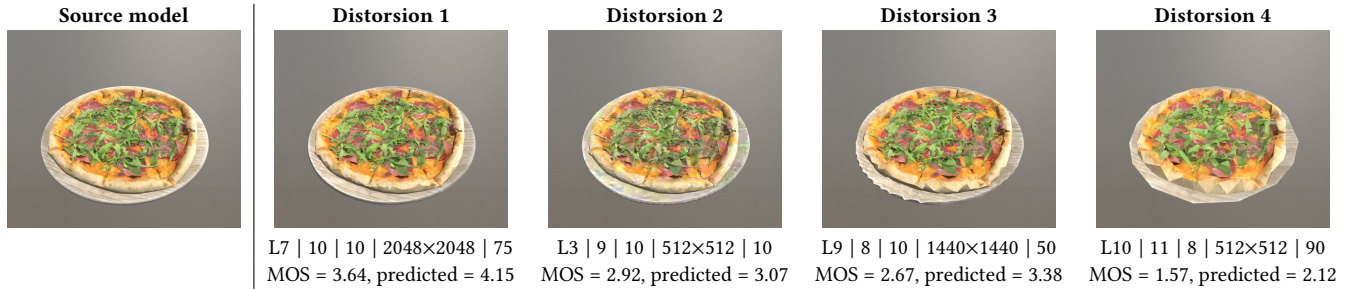 Source model
Distorsion 1
Distorsion 2
Distorsion 3
Distorsion 4
L7 | 10 | 10 | 2048×2048 | 75
L3 | 9 | 10 | 512×512 | 10
L9 | 8 | 10 | 1440×1440 | 50
L10 | 11 | 8 | 512×512 | 90
MOS = 3.64, predicted = 4.15
MOS = 2.92, predicted = 3.07
MOS = 2.67, predicted = 3.38
MOS = 1.57, predicted = 2.12